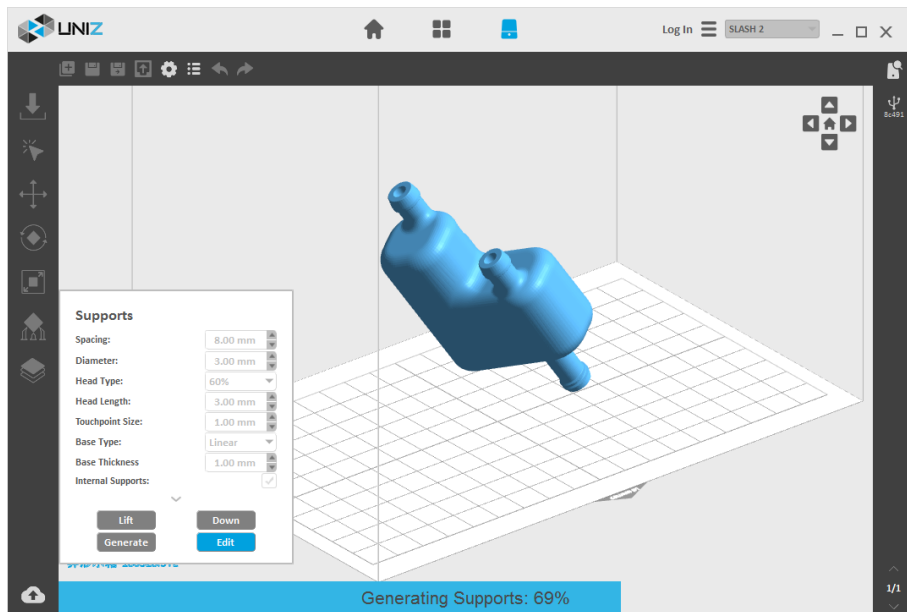 UNIZ
Log In
SLASH 2
8c491
Supports
Spacing: 8.00 mm
Diameter: 3.00 mm
Head Type: 60%
Head Length: 3.00 mm
Touchpoint Size: 1.00 mm
Base Type: Linear
Base Thickness 1.00 mm
Internal Supports:
Lift Down
Generate Edit
Generating Supports: 69%
1/1